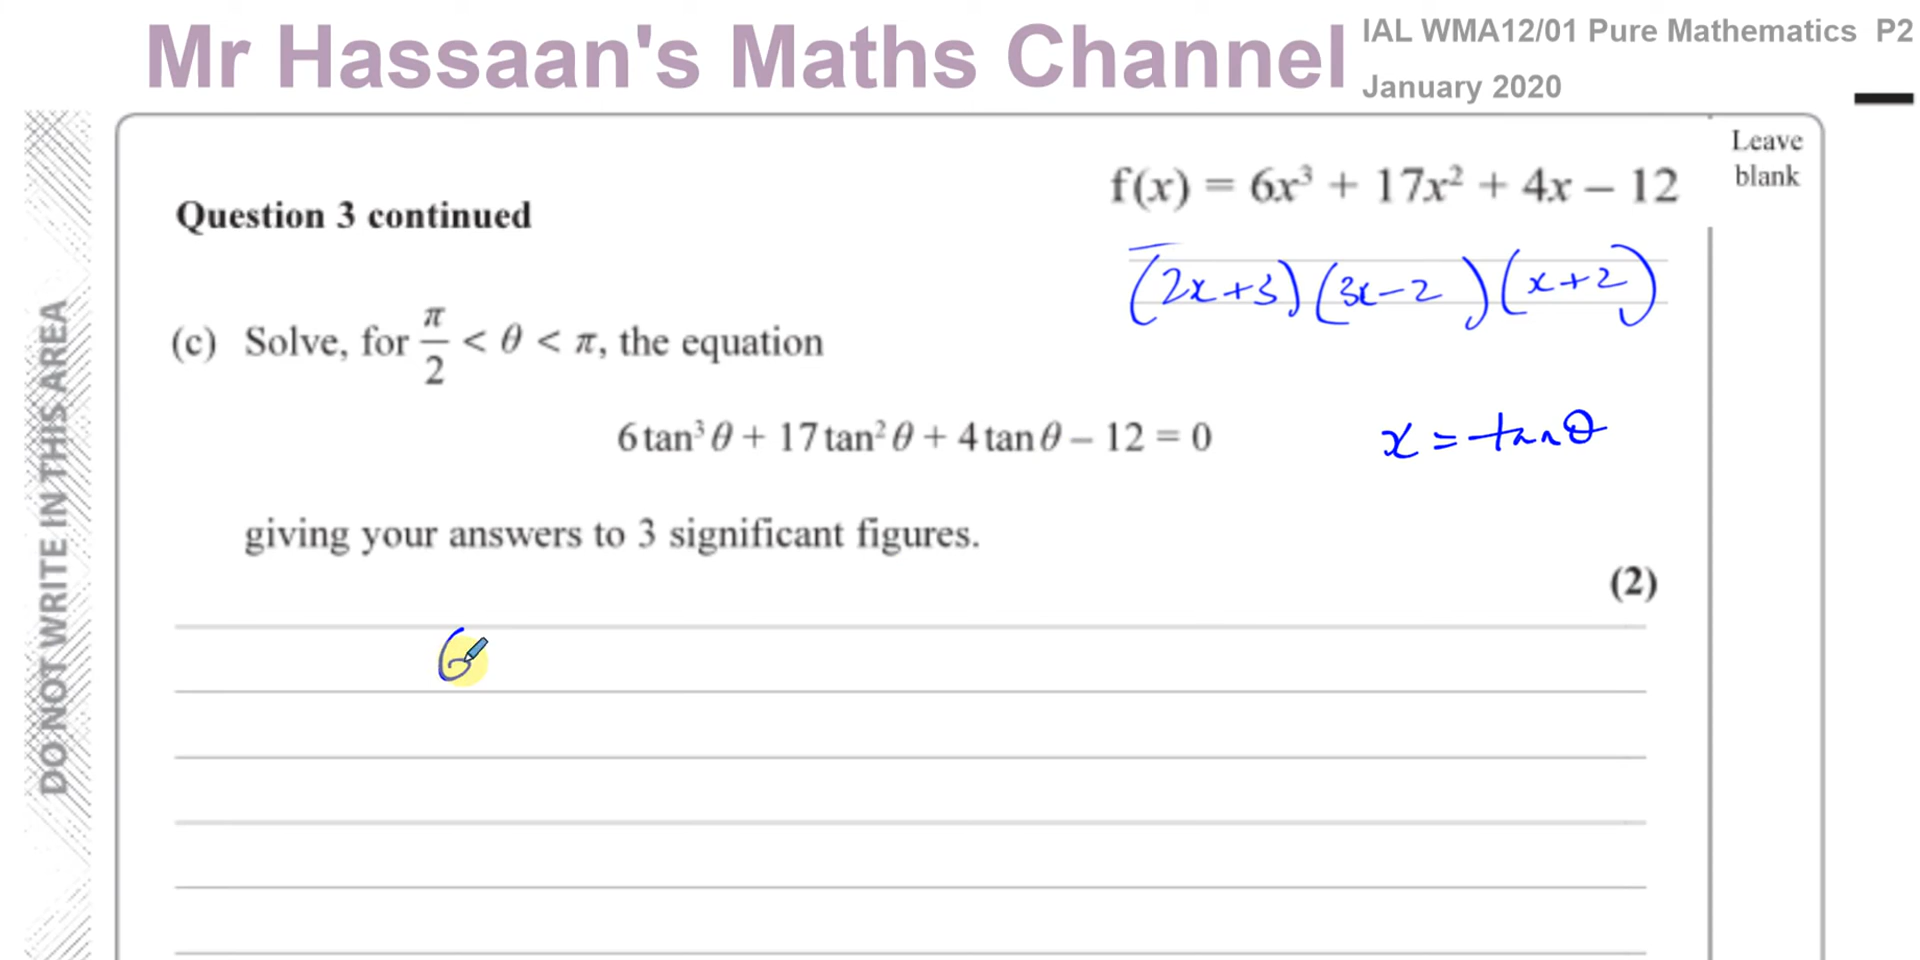 Mr Hassaan's Maths Channel
IAL WMA12/01 Pure Mathematics P2
January 2020
Leave
blank
f(x) = 6x³ + 17x² + 4x – 12
Question 3 continued
(2x+3)(3x-2)(x+2)
(c) Solve, for π/2 < θ < π, the equation
6 tan³ θ + 17 tan² θ + 4 tan θ – 12 = 0
x = tanθ
giving your answers to 3 significant figures.
(2)
6
DO NOT WRITE IN THIS AREA